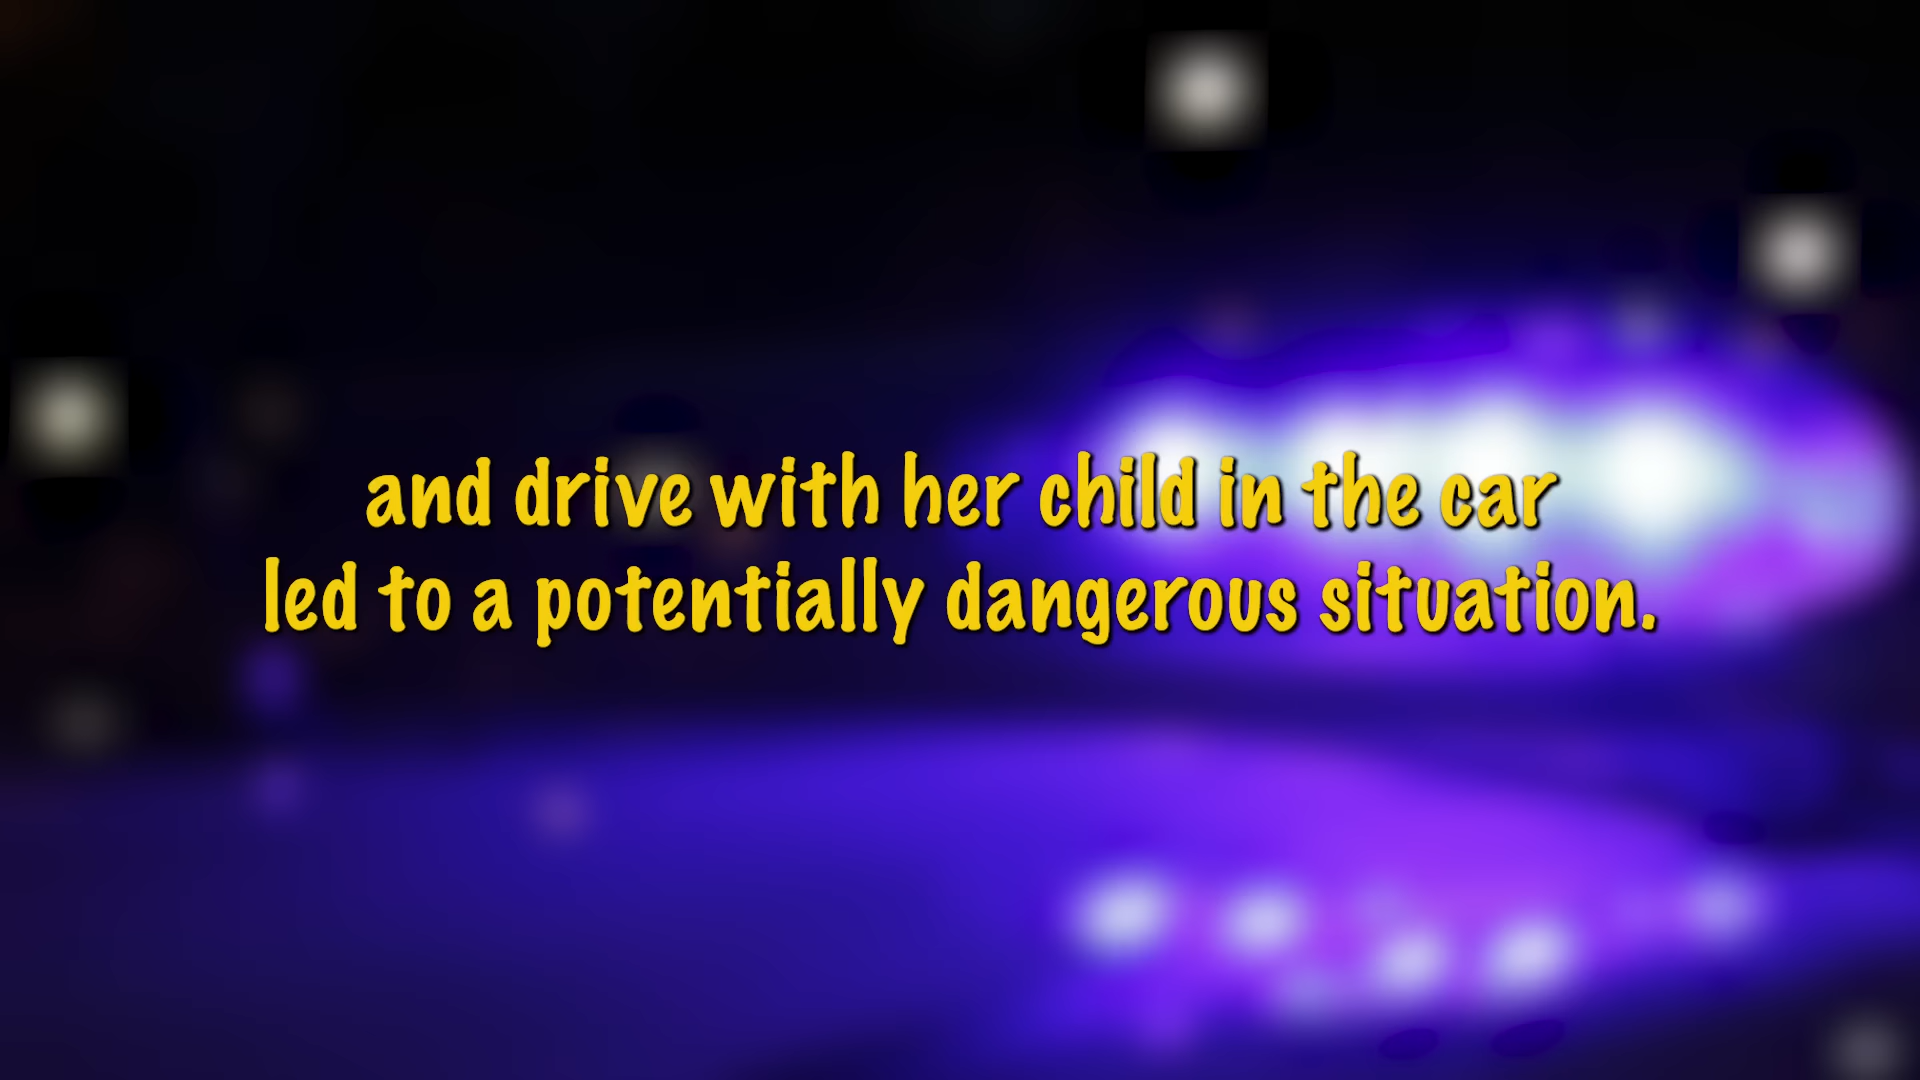 and drive with her child in the car
led to a potentially dangerous situation.